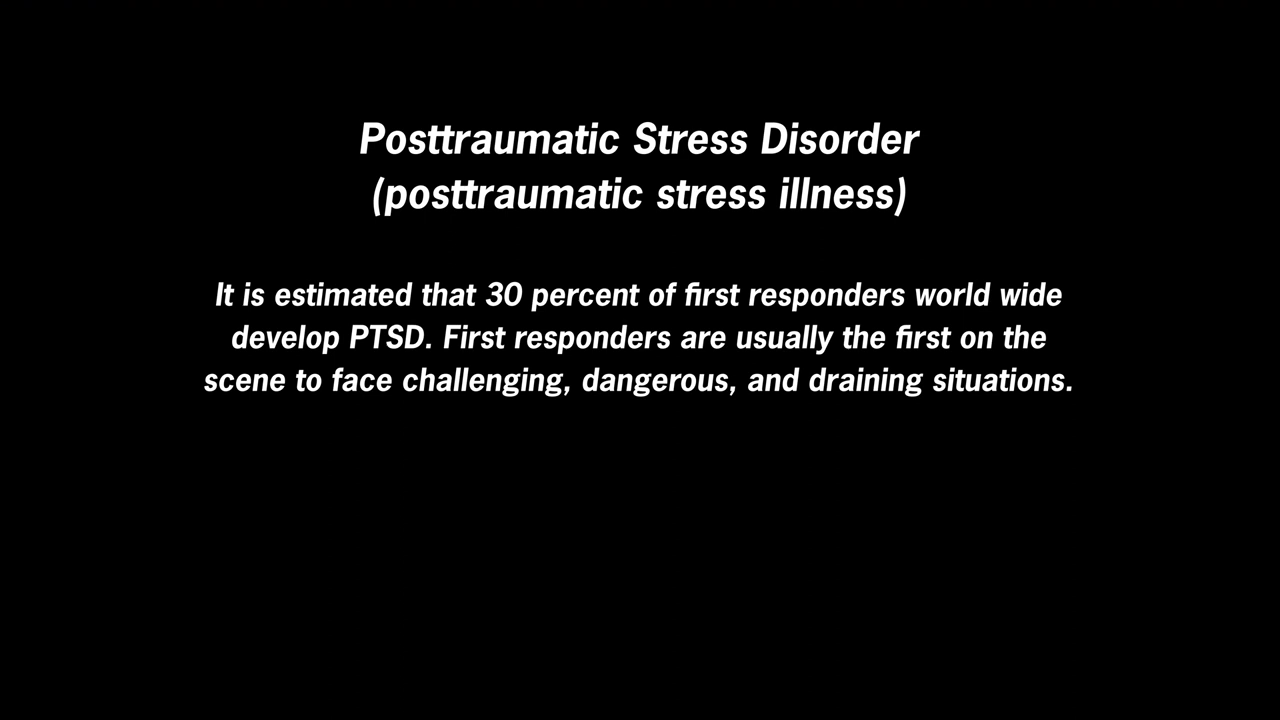 Posttraumatic Stress Disorder
(posttraumatic stress illness)
It is estimated that 30 percent of first responders world wide
develop PTSD. First responders are usually the first on the
scene to face challenging, dangerous, and draining situations.